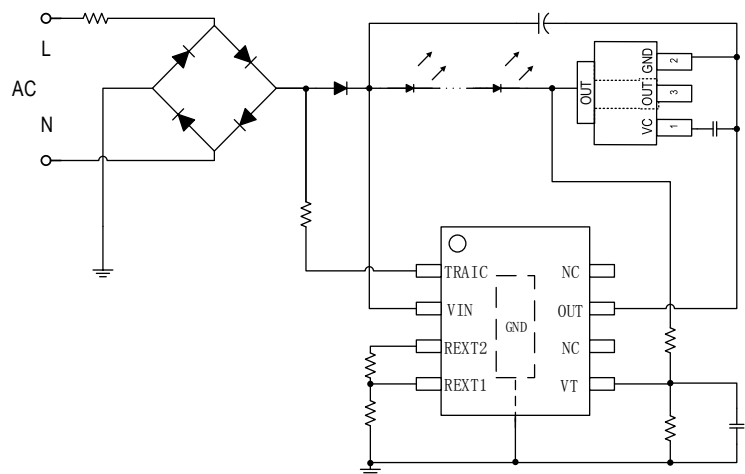 L
AC
N
OUT
GND
2
OUT
3
VC
1
TRAIC
NC
VIN
GND
OUT
REXT2
NC
REXT1
VT